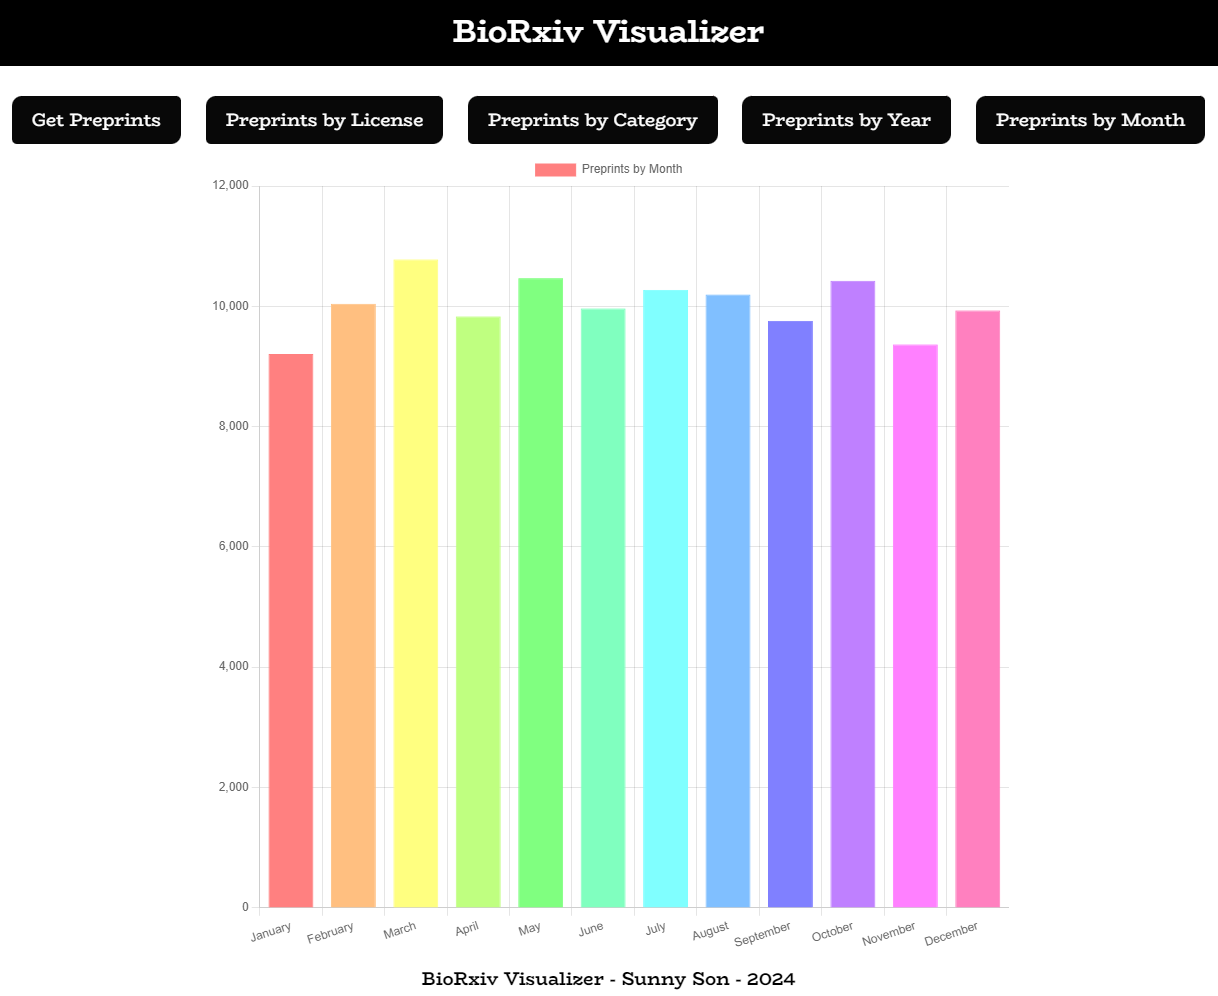 BioRxiv Visualizer
Get Preprints
Preprints by License
Preprints by Category
Preprints by Year
Preprints by Month
Preprints by Month
12,000
10,000
8,000
6,000
4,000
2,000
0
January
February
March
April
May
June
July
August
September
October
November
December
BioRxiv Visualizer - Sunny Son - 2024